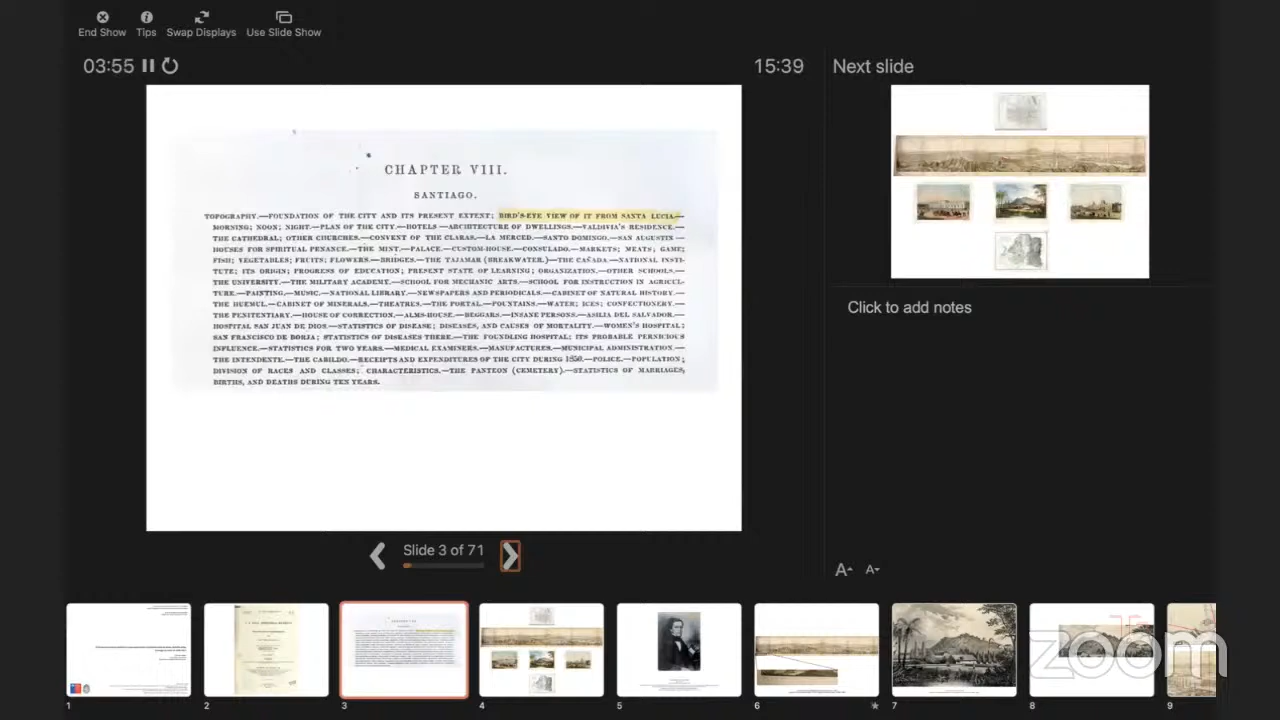 End Show Tips Swap Displays Use Slide Show
03:55
15:39
Next slide
CHAPTER VIII.
SANTIAGO.
TOPOGRAPHY.—FOUNDATION OF THE CITY AND ITS PRESENT EXTENT; BIRD'S-EYE VIEW OF IT FROM SANTA LUCIA.—
MORNING; NOON; NIGHT.—PLAN OF THE CITY.—HOTELS.—ARCHITECTURE OF DWELLINGS.—VALDIVIA'S RESIDENCE.—
THE CATHEDRAL; OTHER CHURCHES.—CONVENT OF THE CLARAS.—LA MERCED.—SANTO DOMINGO.—SAN AUGUSTIN.—
HOUSES FOR SPIRITUAL PENANCE.—THE MINT.—PALACE.—CUSTOM-HOUSE.—CONSULADO.—MARKETS; MEATS; GAME;
FISH; VEGETABLES; FRUITS; FLOWERS.—BRIDGES.—THE TAJAMAR (BREAKWATER.)—THE CAÑADA.—NATIONAL INSTI-
TUTE; ITS ORIGIN; PROGRESS OF EDUCATION; PRESENT STATE OF LEARNING; ORGANIZATION.—OTHER SCHOOLS.—
THE UNIVERSITY.—THE MILITARY ACADEMY.—SCHOOL FOR MECHANIC ARTS.—SCHOOL FOR INSTRUCTION IN AGRICUL-
TURE.—PAINTING.—MUSIC.—NATIONAL LIBRARY.—NEWSPAPERS AND PERIODICALS.—CABINET OF NATURAL HISTORY.—
THE HUEMUL.—CABINET OF MINERALS.—THEATRES.—THE PORTAL.—FOUNTAINS.—WATER; ICES; CONFECTIONERY.—
THE PENITENTIARY.—HOUSE OF CORRECTION.—ALMS-HOUSE.—BEGGARS.—INSANE PERSONS.—ASILIA DEL SALVADOR.—
HOSPITAL SAN JUAN DE DIOS.—STATISTICS OF DISEASE; DISEASES, AND CAUSES OF MORTALITY.—WOMEN'S HOSPITAL;
SAN FRANCISCO DE BORJA; STATISTICS OF DISEASES THERE.—THE FOUNDLING HOSPITAL; ITS PROBABLE PERNICIOUS
INFLUENCE.—STATISTICS FOR TWO YEARS.—MEDICAL EXAMINERS.—MANUFACTURES.—MUNICIPAL ADMINISTRATION.—
THE INTENDENTE.—THE CABILDO.—RECEIPTS AND EXPENDITURES OF THE CITY DURING 1850.—POLICE.—POPULATION;
DIVISION OF RACES AND CLASSES; CHARACTERISTICS.—THE PANTEON (CEMETERY).—STATISTICS OF MARRIAGES,
BIRTHS, AND DEATHS DURING TEN YEARS.
Click to add notes
Slide 3 of 71
A A
1 2 3 4 5 6 7 8 9
zoom